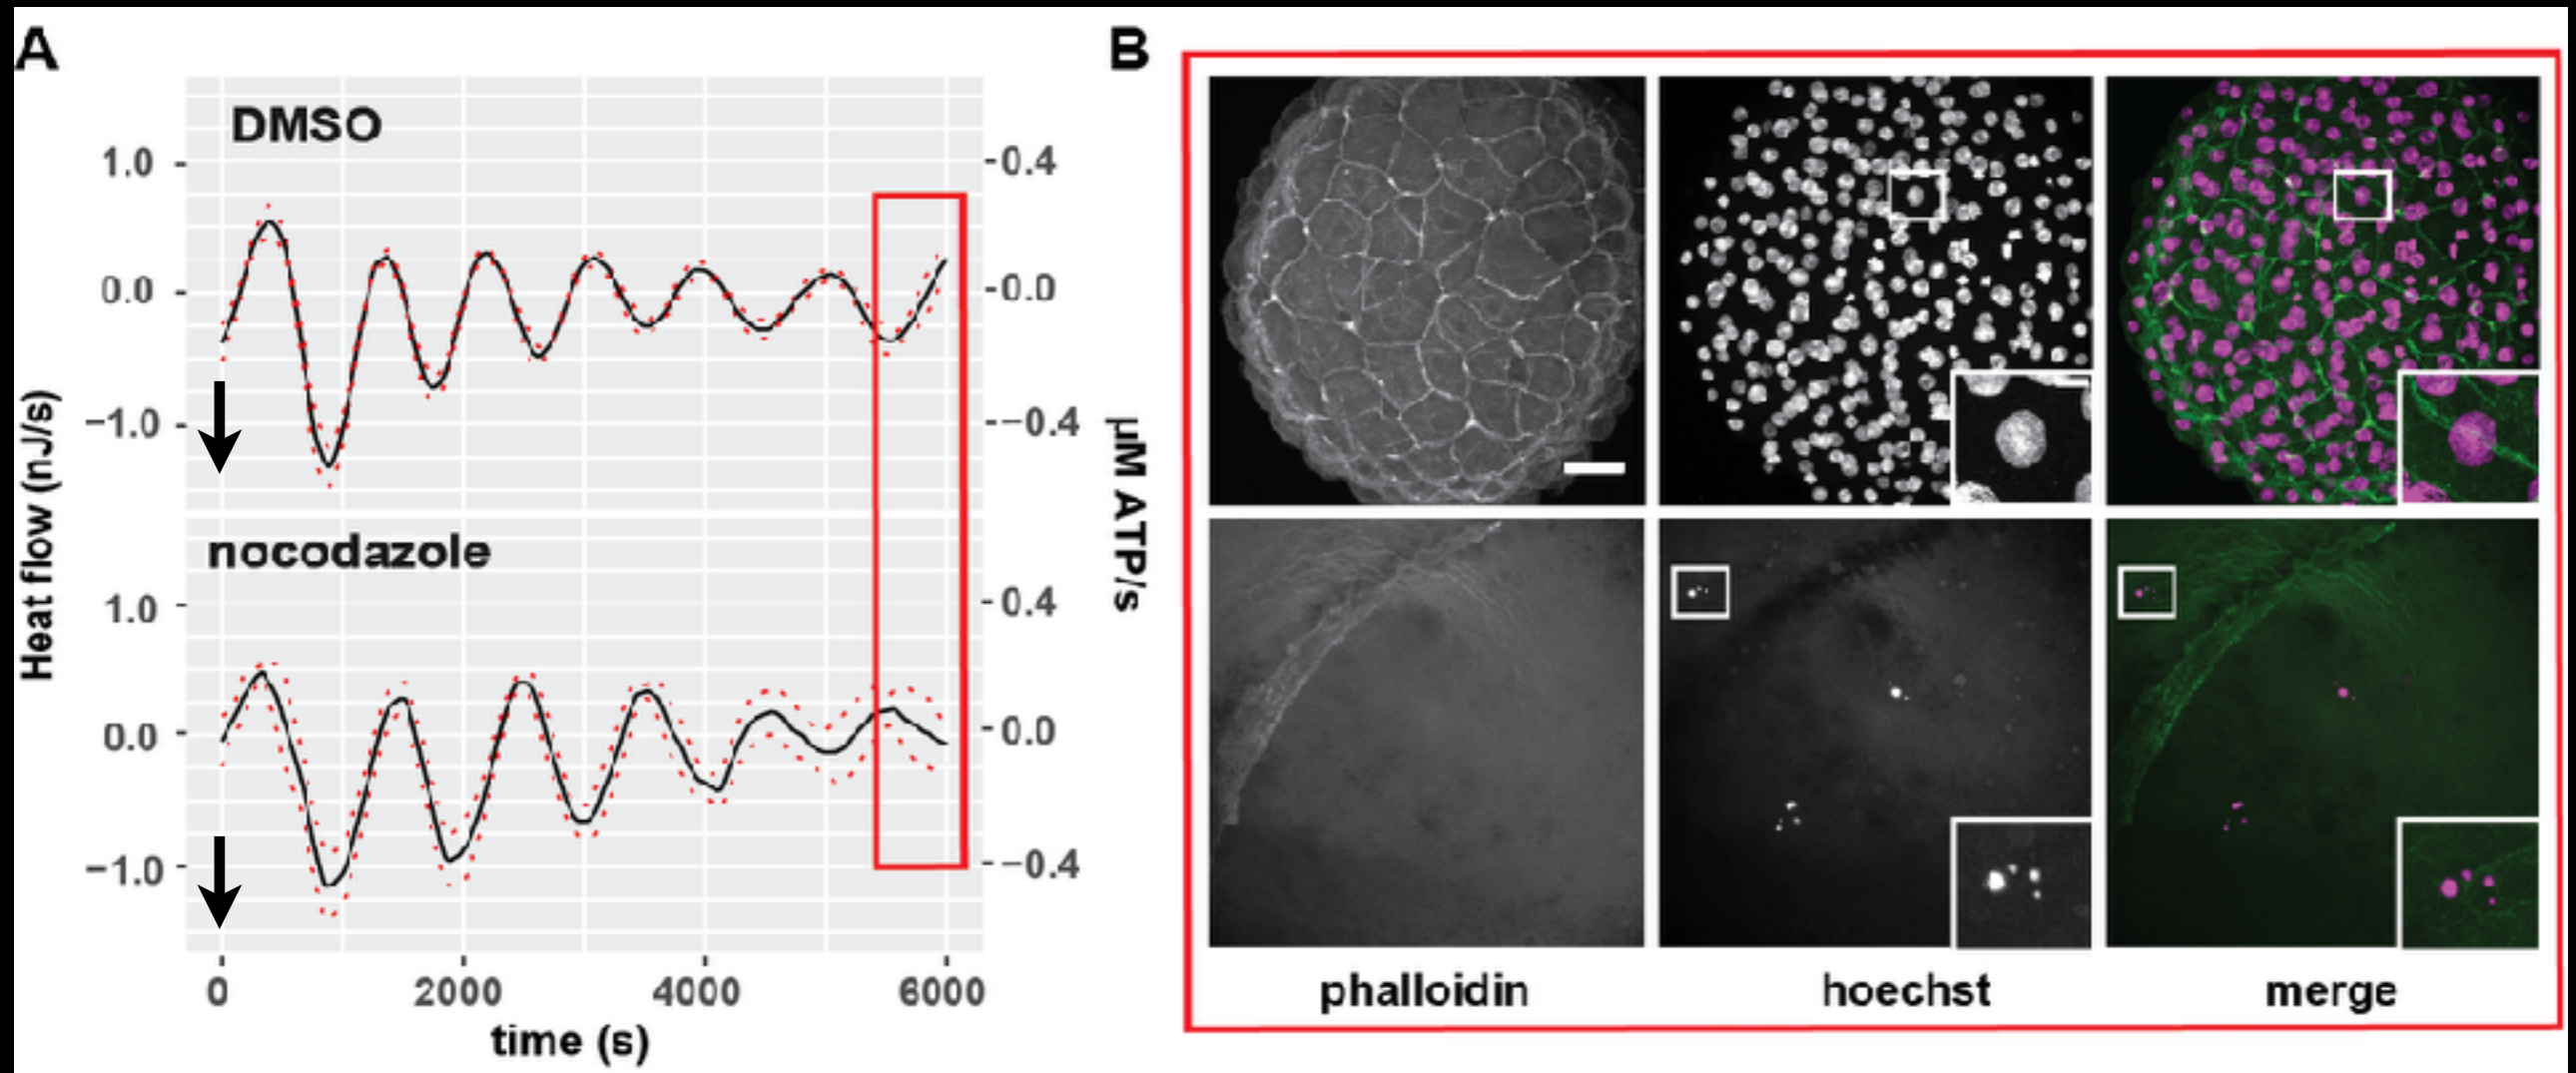 A
B
DMSO
1.0
0.0
−1.0
0.4
0.0
−0.4
nocodazole
1.0
0.0
−1.0
0.4
0.0
−0.4
Heat flow (nJ/s)
μM ATP/s
0
2000
4000
6000
time (s)
phalloidin
hoechst
merge